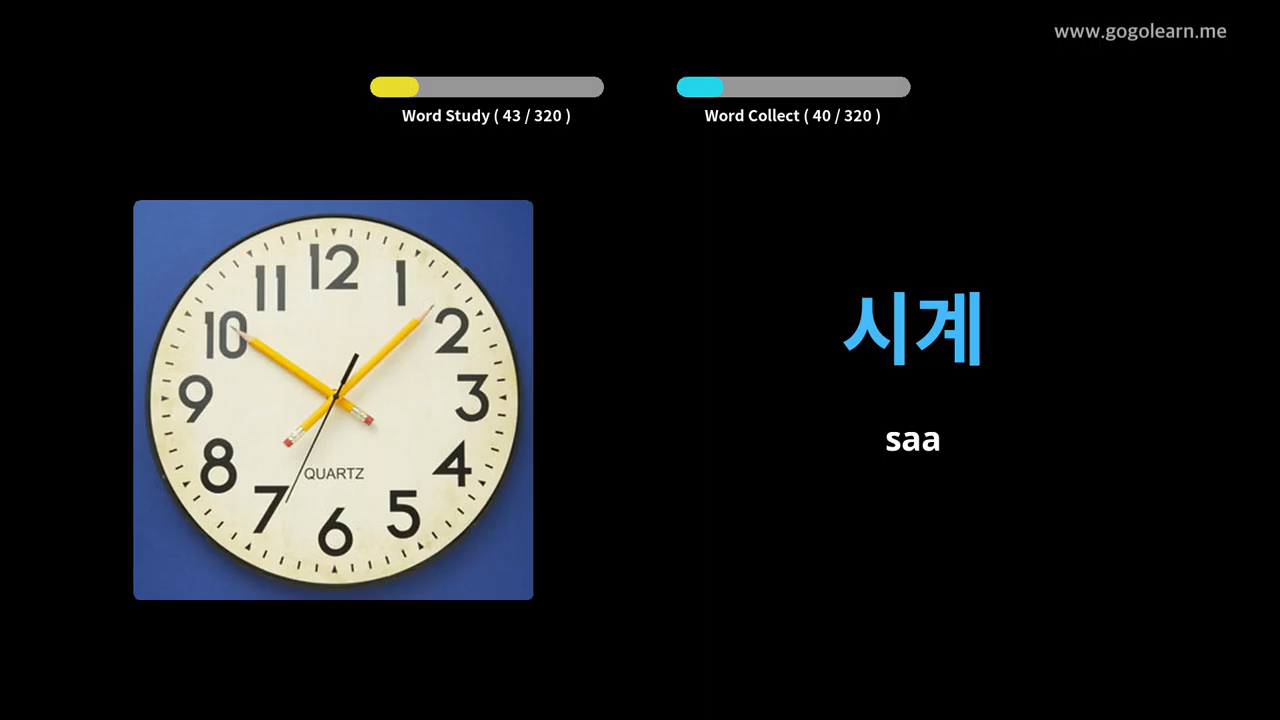 www.gogolearn.me
Word Study ( 43 / 320 )
Word Collect ( 40 / 320 )
12
11
1
10
2
9
3
8
4
QUARTZ
7
5
6
시계
saa